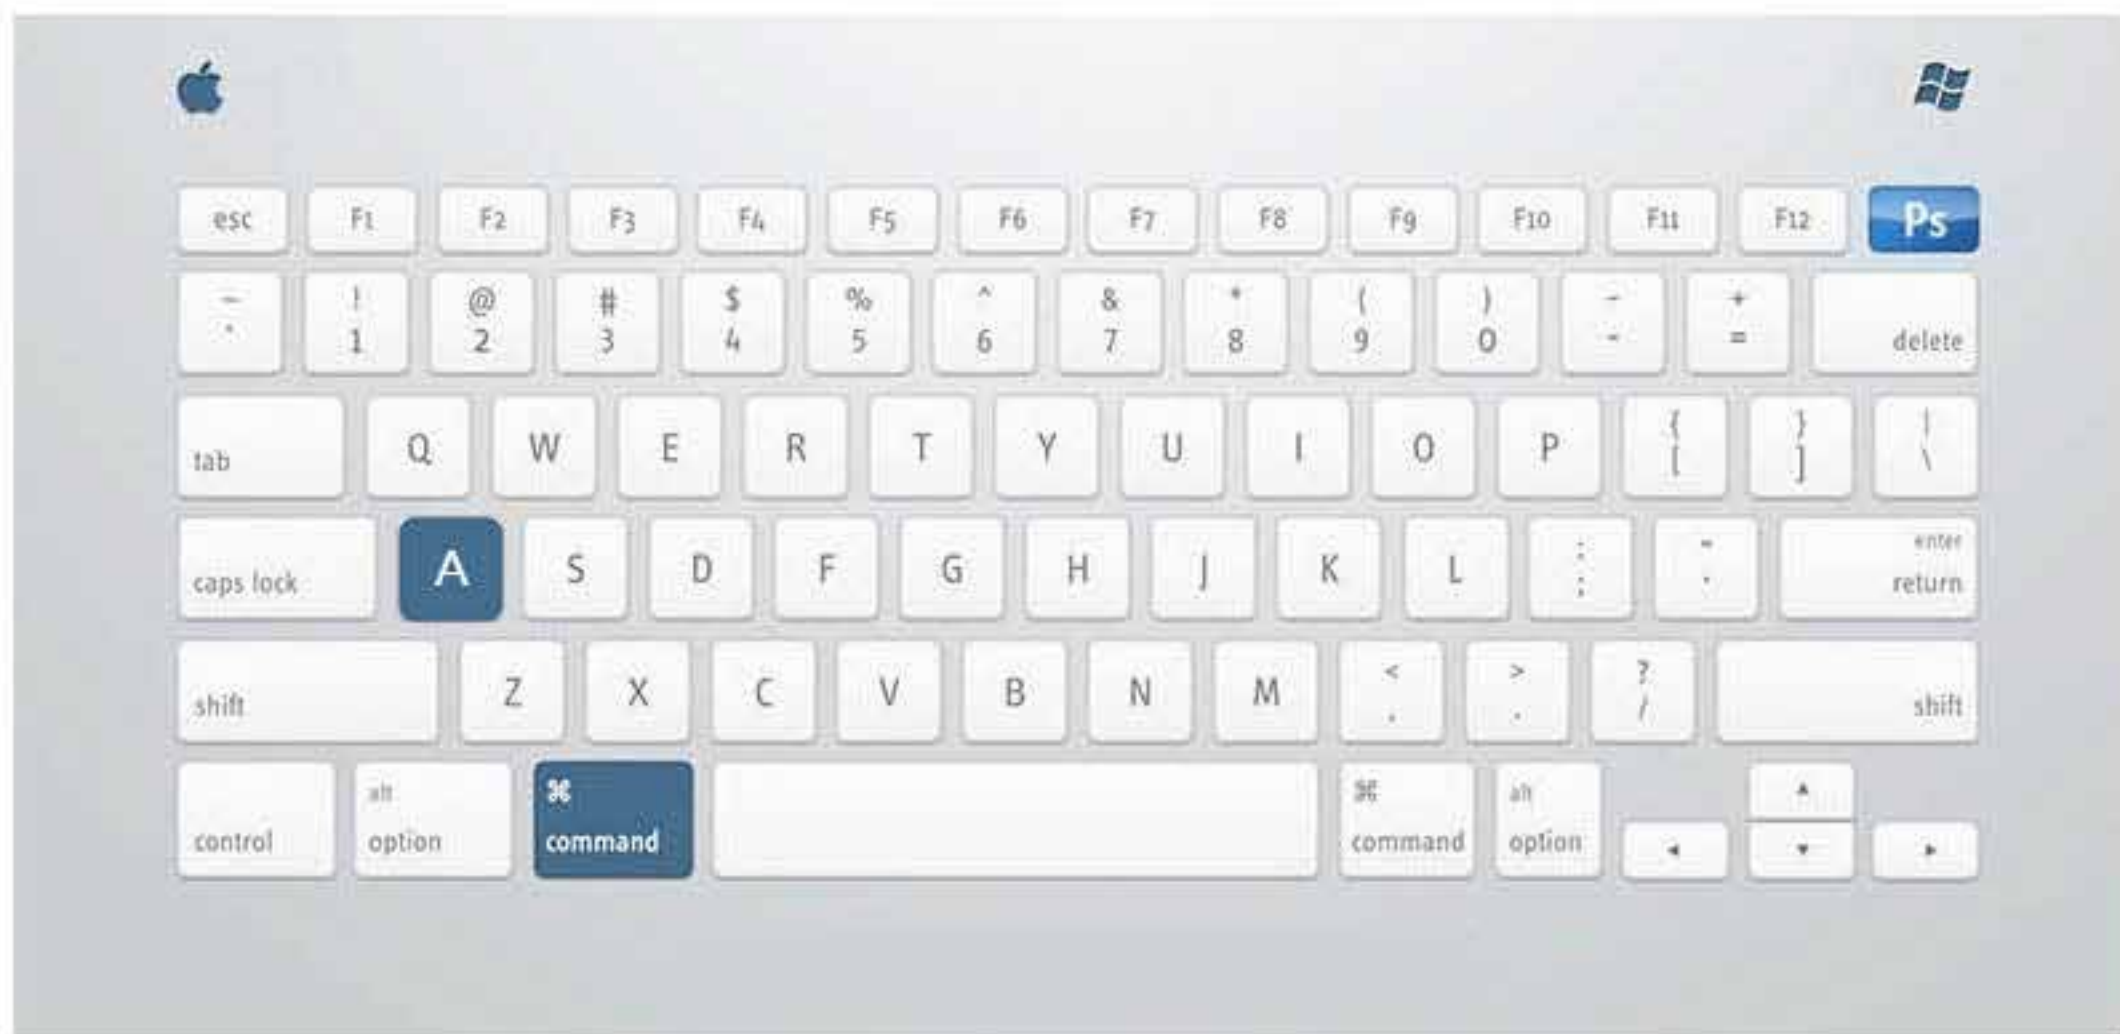 esc F1 F2 F3 F4 F5 F6 F7 F8 F9 F10 F11 F12 Ps
~ ! @ # $ % ^ & * ( ) - +
` 1 2 3 4 5 6 7 8 9 0 - = delete
tab Q W E R T Y U I O P { [ } ] | \
caps lock A S D F G H J K L : ; " ' enter return
shift Z X C V B N M < , > . ? / shift
⌘ alt ⌘ alt ▲
control option command command option ◄ ▼ ►